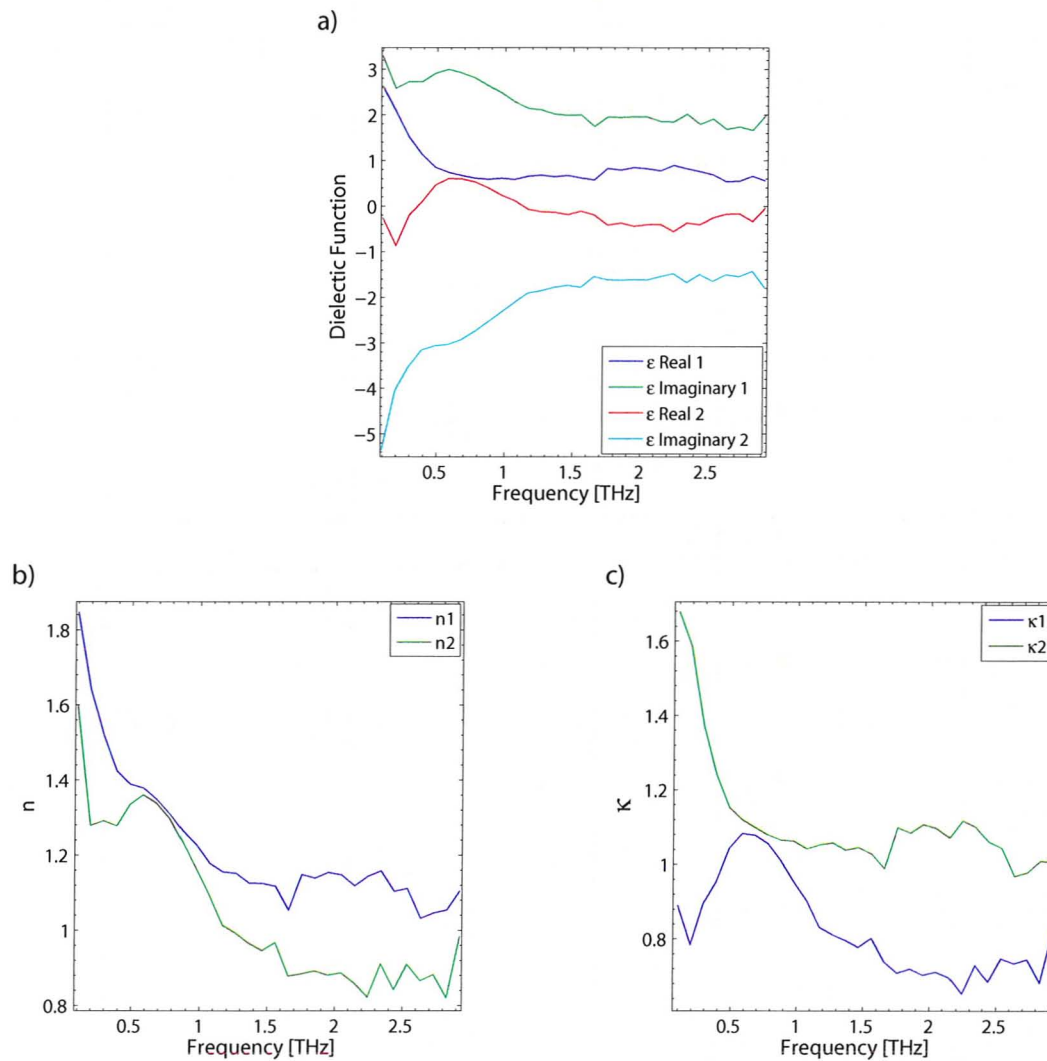 a)
3
2
1
0
−1
−2
−3
−4
−5
Dielectic Function
ε Real 1
ε Imaginary 1
ε Real 2
ε Imaginary 2
0.5 1 1.5 2 2.5
Frequency [THz]
b)
1.8
1.6
1.4
1.2
1
0.8
n
n1
n2
0.5 1 1.5 2 2.5
Frequency [THz]
c)
1.6
1.4
1.2
1
0.8
κ
κ1
κ2
0.5 1 1.5 2 2.5
Frequency [THz]